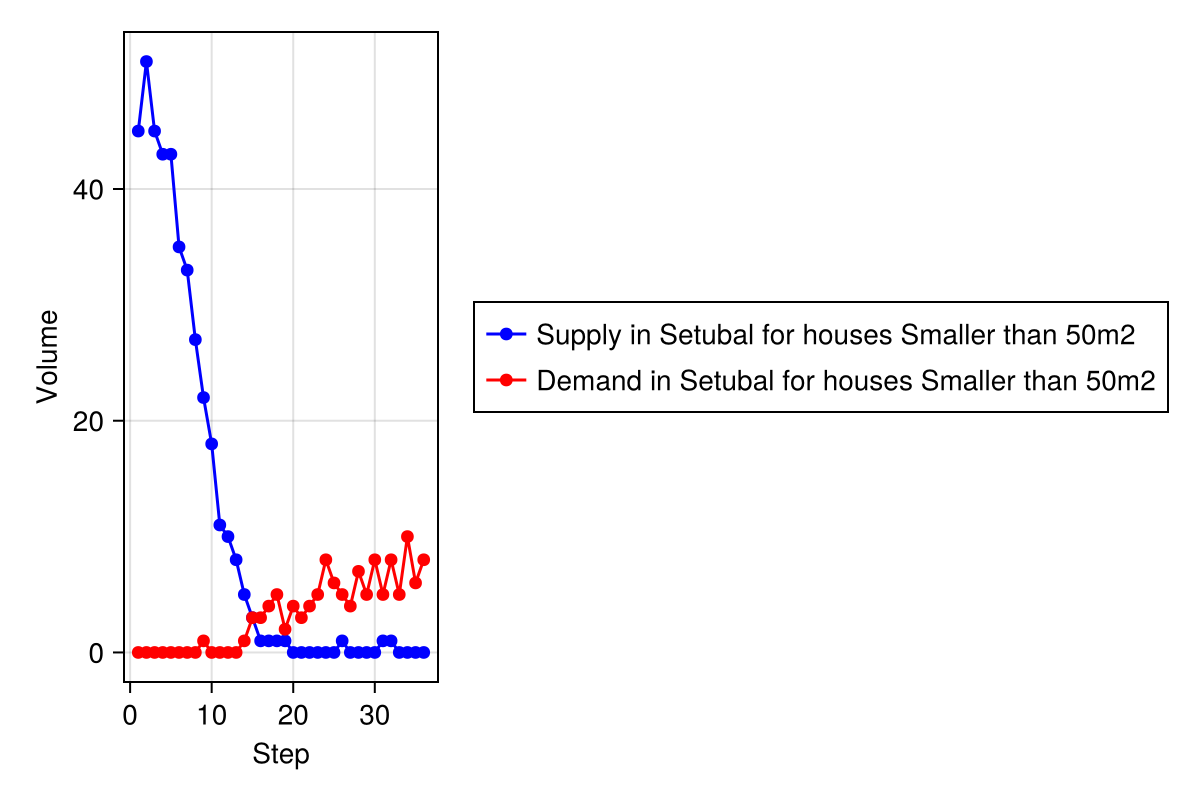 Volume
40
20
0
0 10 20 30
Step
Supply in Setubal for houses Smaller than 50m2
Demand in Setubal for houses Smaller than 50m2